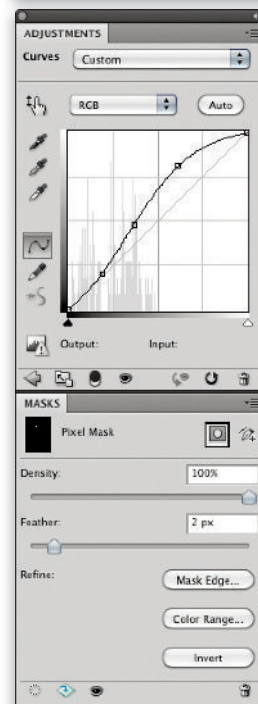 ADJUSTMENTS
Curves Custom
RGB Auto
Output: Input:
MASKS
Pixel Mask
Density: 100%
Feather: 2 px
Refine: Mask Edge...
Color Range...
Invert